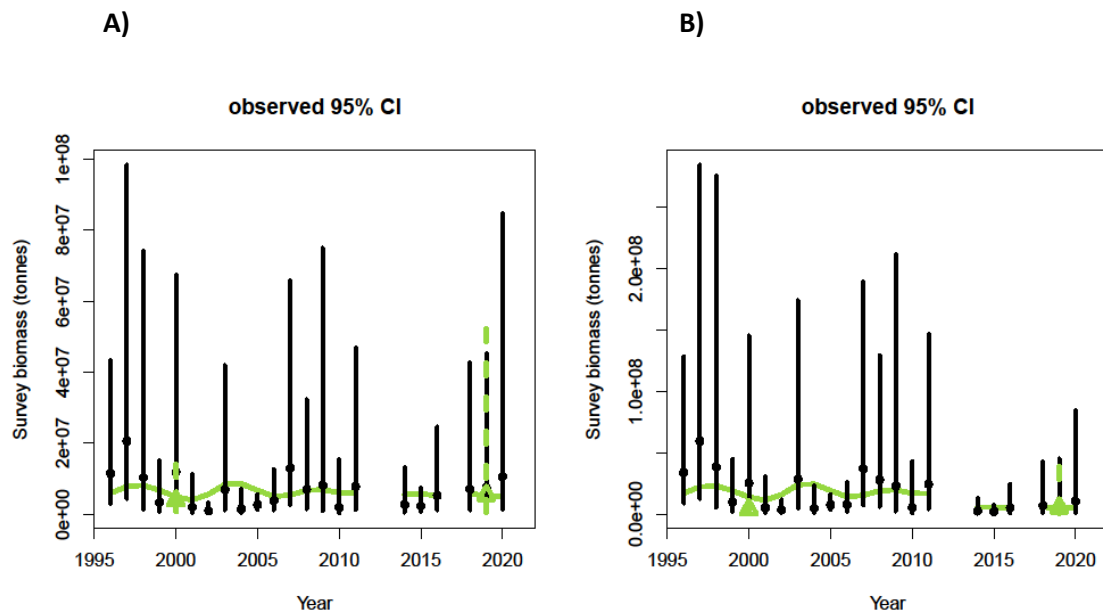 A)
B)
observed 95% CI
observed 95% CI
Survey biomass (tonnes)
0e+00 2e+07 4e+07 6e+07 8e+07 1e+08
1995 2000 2005 2010 2015 2020
Year
Survey biomass (tonnes)
0.0e+00 1.0e+08 2.0e+08
1995 2000 2005 2010 2015 2020
Year